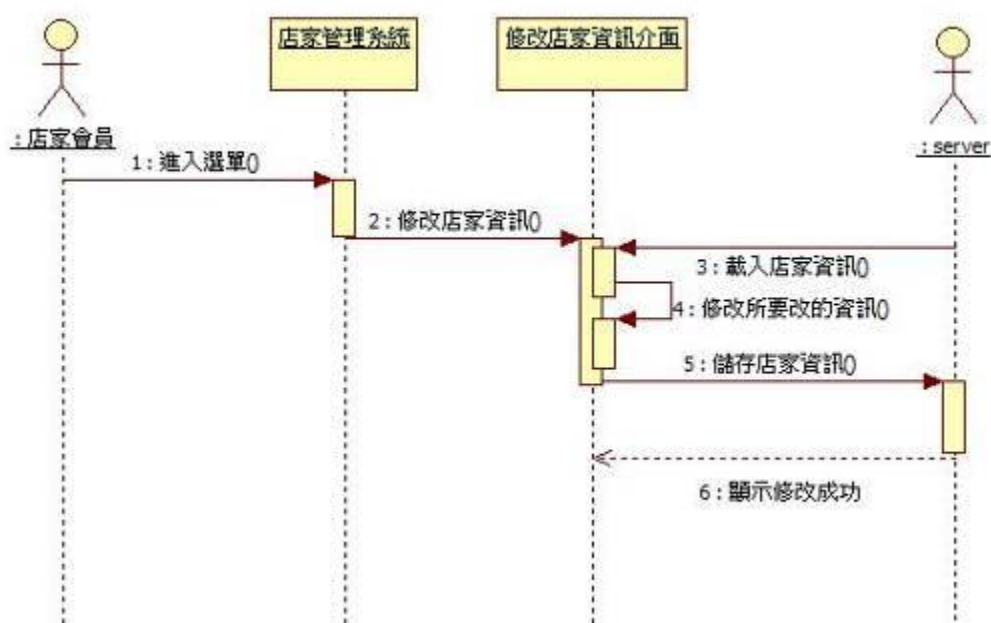 店家管理系統
修改店家資訊介面
: 店家會員
: server
1 : 進入選單()
2 : 修改店家資訊()
3 : 載入店家資訊()
4 : 修改所要改的資訊()
5 : 儲存店家資訊()
6 : 顯示修改成功